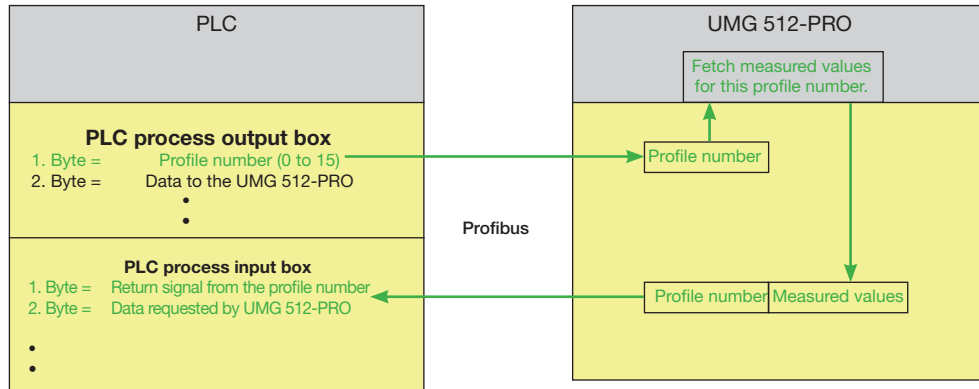 PLC
PLC process output box
1. Byte = Profile number (0 to 15)
2. Byte = Data to the UMG 512-PRO
•
•
PLC process input box
1. Byte = Return signal from the profile number
2. Byte = Data requested by UMG 512-PRO
•
•
Profibus
UMG 512-PRO
Fetch measured values
for this profile number.
Profile number
Profile number Measured values